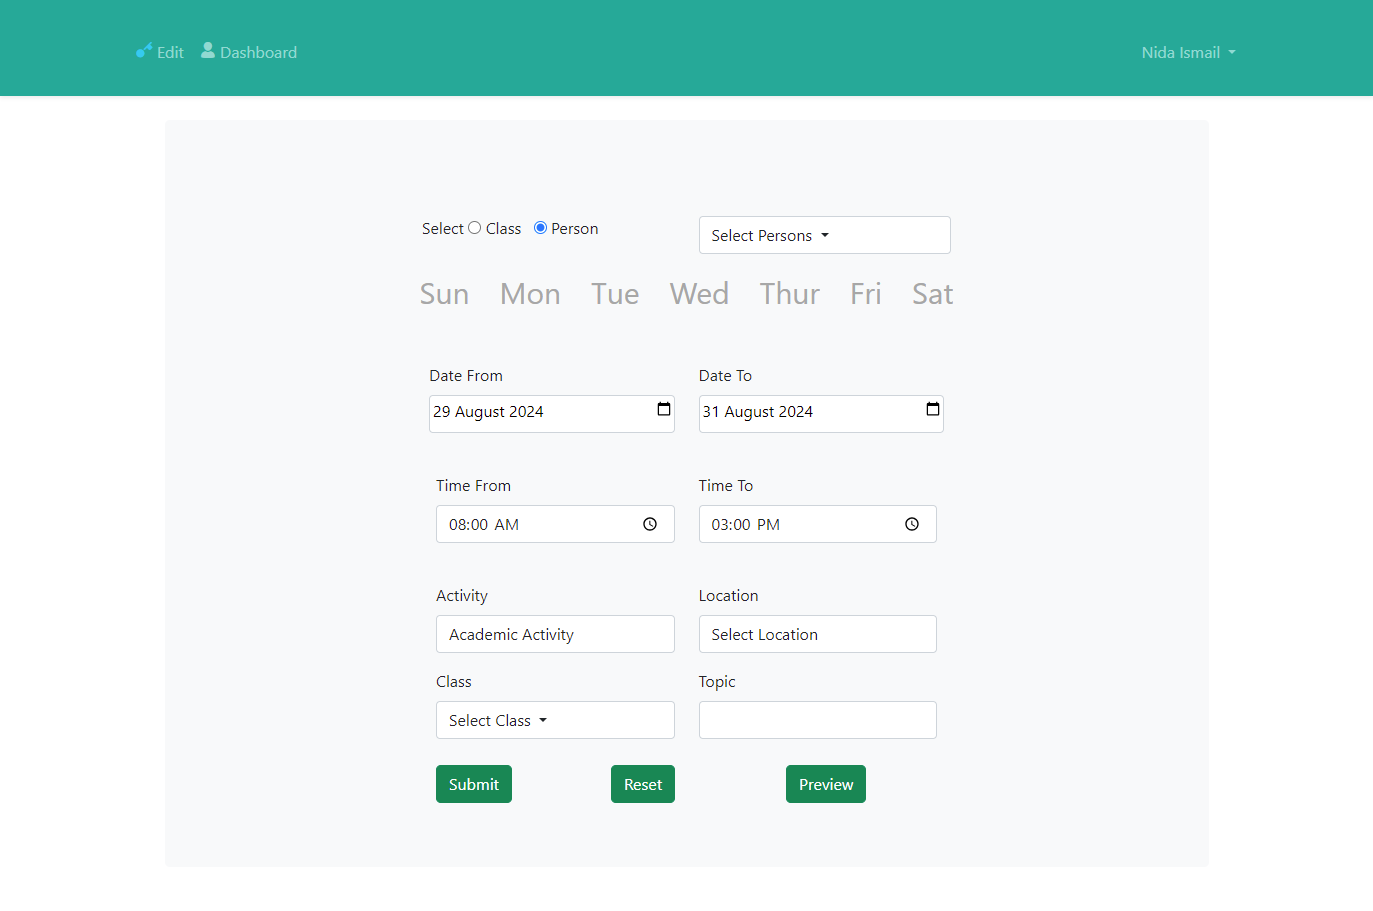 Edit Dashboard Nida Ismail
Select Class Person Select Persons
Sun Mon Tue Wed Thur Fri Sat
Date From Date To
29 August 2024 31 August 2024
Time From Time To
08:00 AM 03:00 PM
Activity Location
Academic Activity Select Location
Class Topic
Select Class
Submit Reset Preview